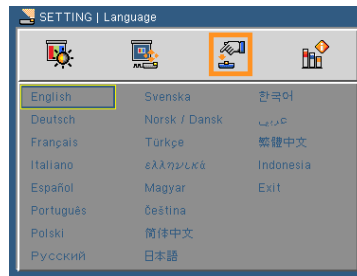 SETTING | Language
English
Deutsch
Français
Italiano
Español
Português
Polski
Русский
Svenska
Norsk / Dansk
Türkçe
ελληνικά
Magyar
Čeština
简体中文
日本語
한국어
عربي
繁體中文
Indonesia
Exit